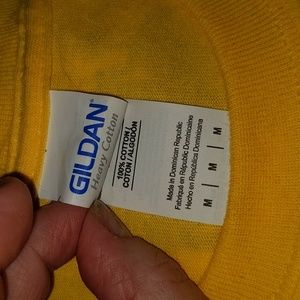 GILDAN®
Heavy Cotton
100% COTTON /
COTON / ALGODÓN
Made in Dominican Republic
Fabriqué en République Dominicaine
Hecho en República Dominicana
M | M | M